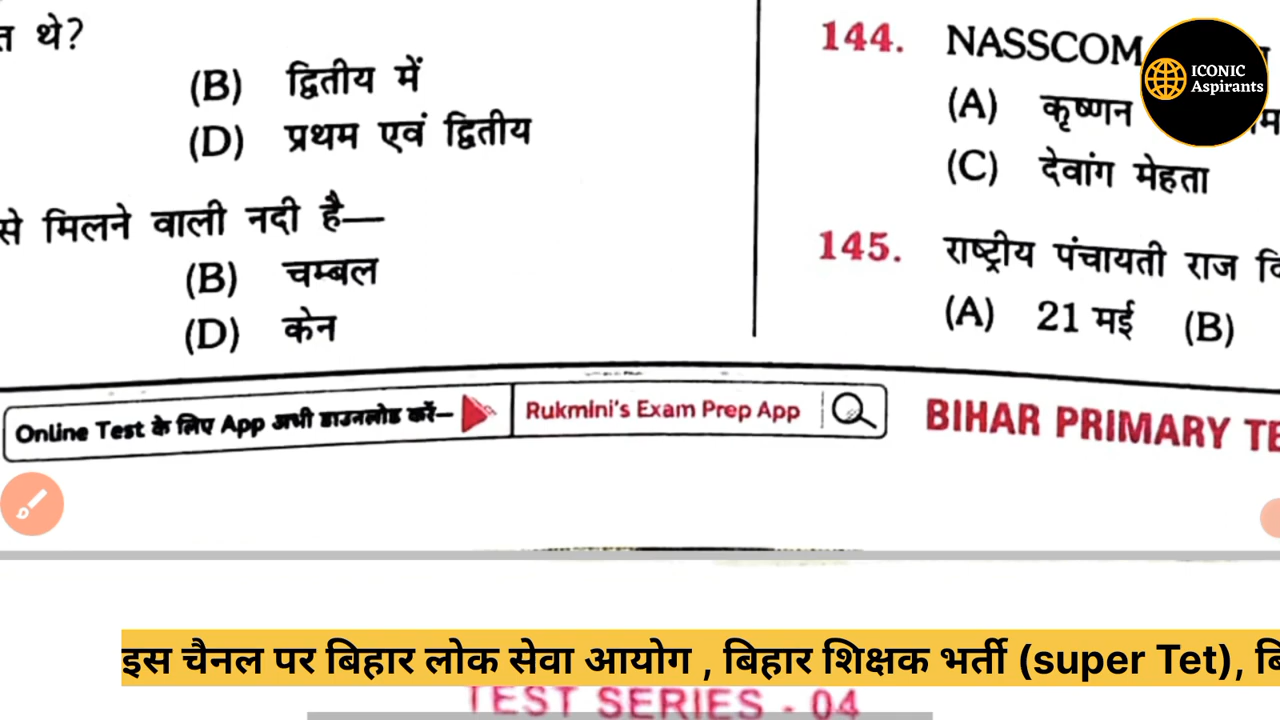 त थे?
(B) द्वितीय में
(D) प्रथम एवं द्वितीय
से मिलने वाली नदी है—
(B) चम्बल
(D) केन
144. NASSCOM
(A) कृष्णन
(C) देवांग मेहता
145. राष्ट्रीय पंचायती राज
(A) 21 मई (B)
ICONIC
Aspirants
Online Test के लिए App अभी डाउनलोड करें—
Rukmini's Exam Prep App
BIHAR PRIMARY TE
इस चैनल पर बिहार लोक सेवा आयोग , बिहार शिक्षक भर्ती (super Tet), बि
TEST SERIES - 04